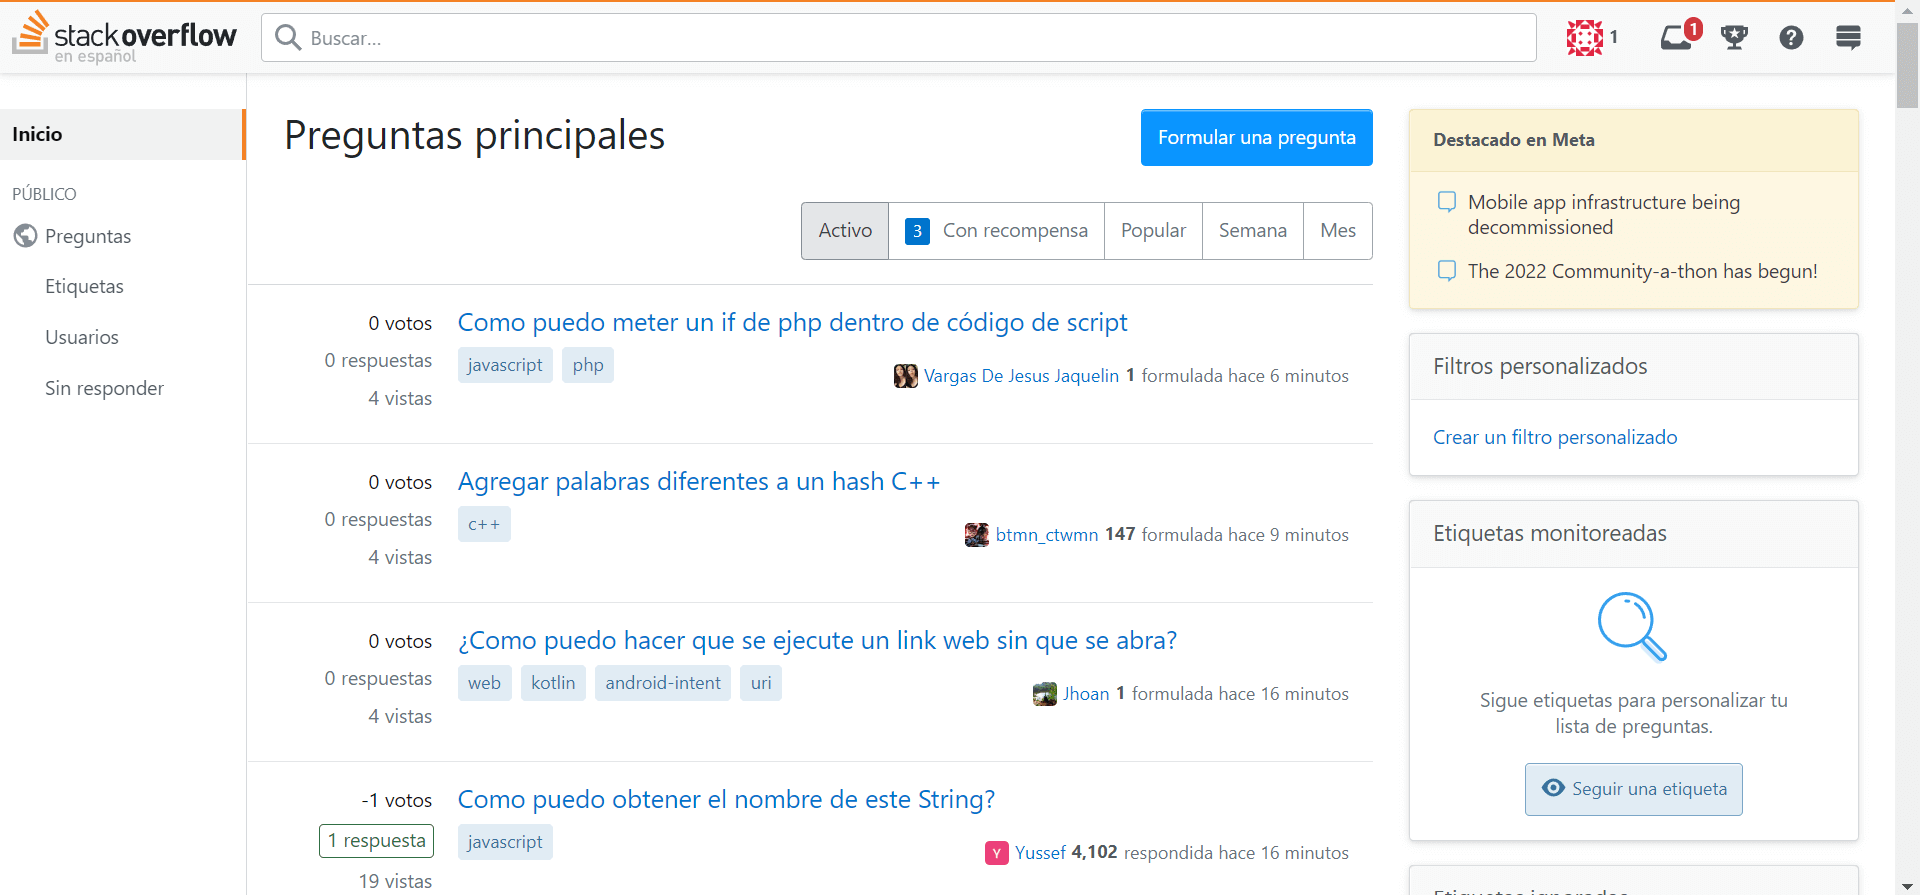 stackoverflow
en español
Buscar...
1
1
Inicio
PÚBLICO
Preguntas
Etiquetas
Usuarios
Sin responder
Preguntas principales
Formular una pregunta
Activo
3 Con recompensa
Popular
Semana
Mes
0 votos
0 respuestas
4 vistas
Como puedo meter un if de php dentro de código de script
javascript php
Vargas De Jesus Jaquelin 1 formulada hace 6 minutos
0 votos
0 respuestas
4 vistas
Agregar palabras diferentes a un hash C++
c++
btmn_ctwmn 147 formulada hace 9 minutos
0 votos
0 respuestas
4 vistas
¿Como puedo hacer que se ejecute un link web sin que se abra?
web kotlin android-intent uri
Jhoan 1 formulada hace 16 minutos
-1 votos
1 respuesta
19 vistas
Como puedo obtener el nombre de este String?
javascript
Y Yussef 4,102 respondida hace 16 minutos
Destacado en Meta
Mobile app infrastructure being
decommissioned
The 2022 Community-a-thon has begun!
Filtros personalizados
Crear un filtro personalizado
Etiquetas monitoreadas
Sigue etiquetas para personalizar tu
lista de preguntas.
Seguir una etiqueta